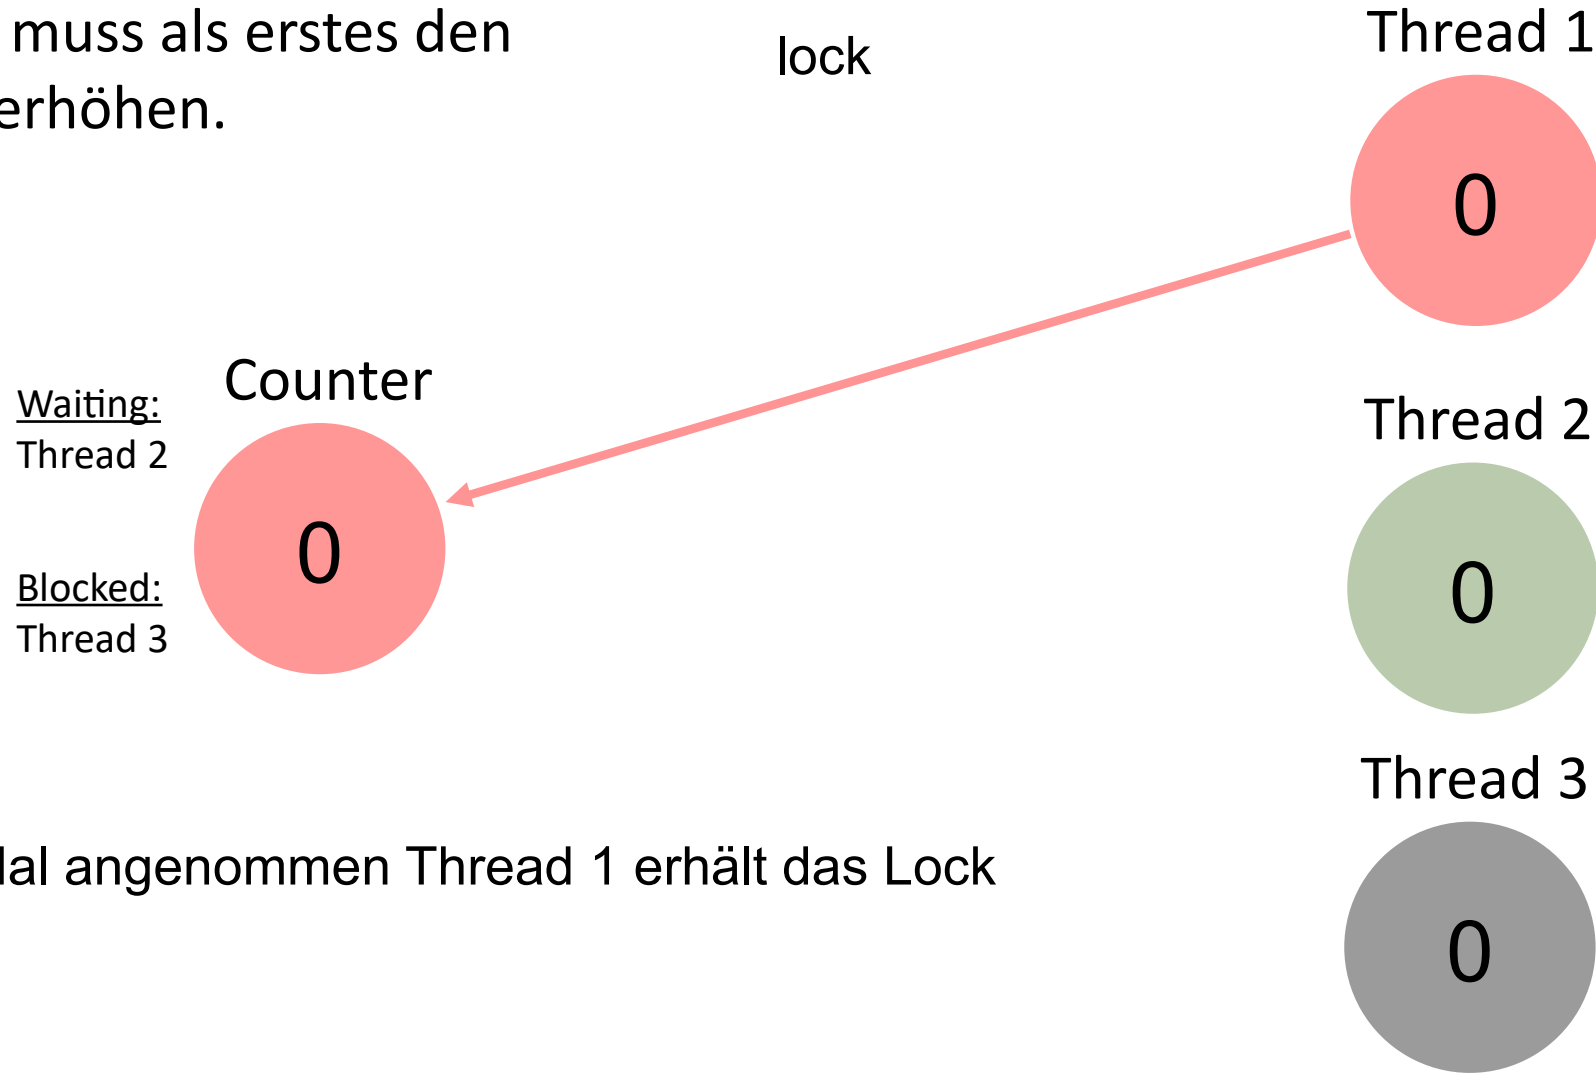 muss als erstes den
erhöhen.
lock
Thread 1
0
Counter
Waiting:
Thread 2
0
Blocked:
Thread 3
Thread 2
0
Thread 3
0
angenommen Thread 1 erhält das Lock